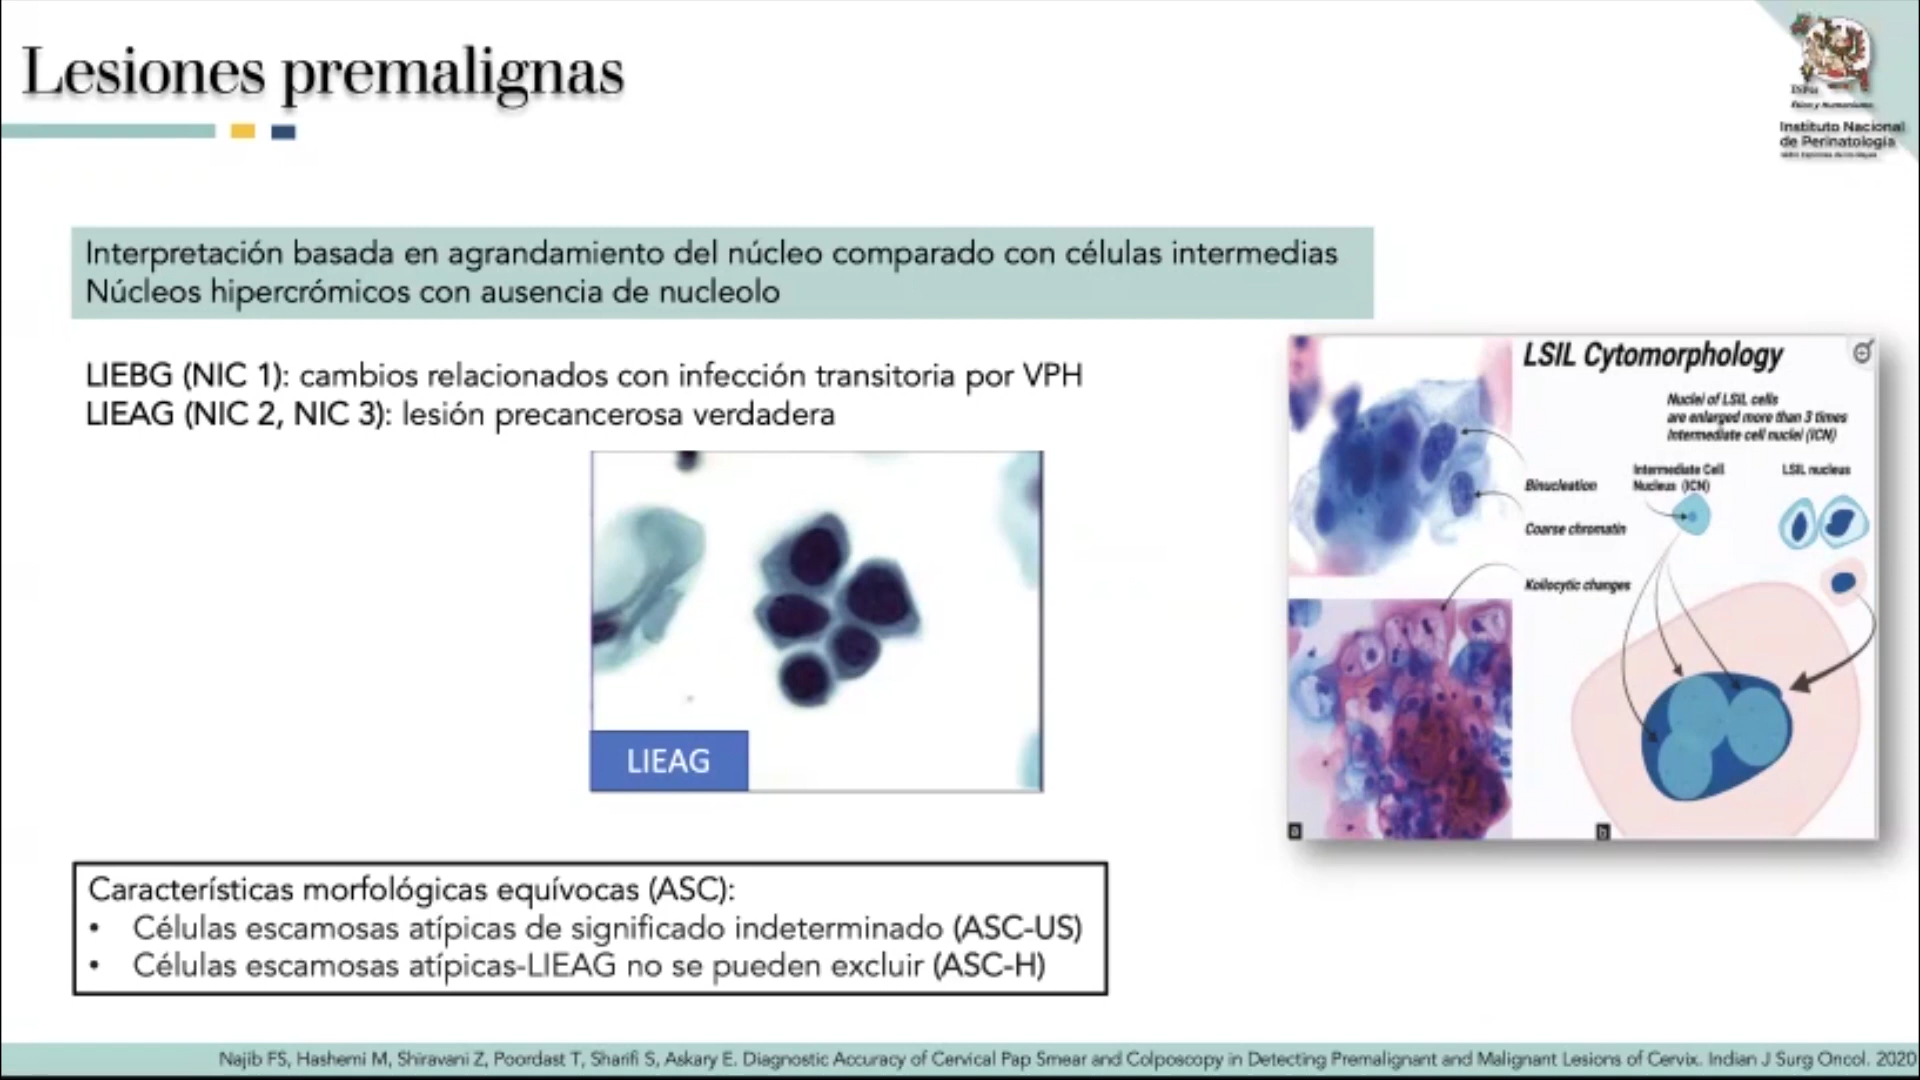 Lesiones premalignas
Instituto Nacional
de Perinatología
Interpretación basada en agrandamiento del núcleo comparado con células intermedias
Núcleos hipercrómicos con ausencia de nucleolo
LIEBG (NIC 1): cambios relacionados con infección transitoria por VPH
LIEAG (NIC 2, NIC 3): lesión precancerosa verdadera
LIEAG
LSIL Cytomorphology
Nuclei of LSIL cells
are enlarged more than 3 times
Intermediate cell nuclei (ICN)
Intermediate Cell
Nucleus (ICN)
LSIL nucleus
Binucleation
Coarse chromatin
Koilocytic changes
a
b
Características morfológicas equívocas (ASC):
• Células escamosas atípicas de significado indeterminado (ASC-US)
• Células escamosas atípicas-LIEAG no se pueden excluir (ASC-H)
Najib FS, Hashemi M, Shiravani Z, Poordast T, Sharifi S, Askary E. Diagnostic Accuracy of Cervical Pap Smear and Colposcopy in Detecting Premalignant and Malignant Lesions of Cervix. Indian J Surg Oncol. 2020